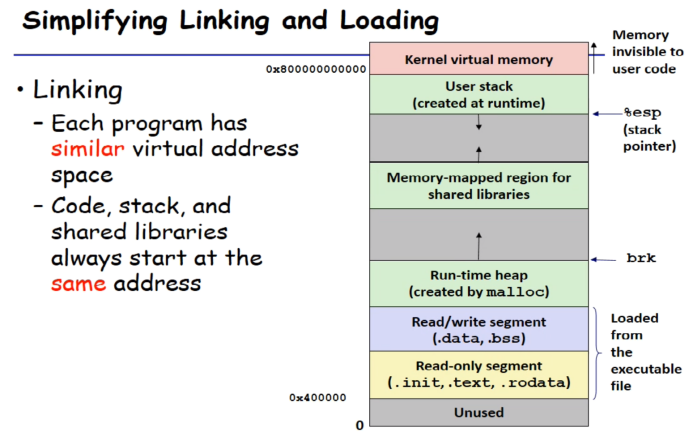 Simplifying Linking and Loading
• Linking
– Each program has
similar virtual address
space
– Code, stack, and
shared libraries
always start at the
same address
0x800000000000
Kernel virtual memory
Memory
invisible to
user code
User stack
(created at runtime)
%esp
(stack
pointer)
Memory-mapped region for
shared libraries
brk
Run-time heap
(created by malloc)
Read/write segment
(.data, .bss)
Read-only segment
(.init, .text, .rodata)
Loaded
from
the
executable
file
0x400000
Unused
0